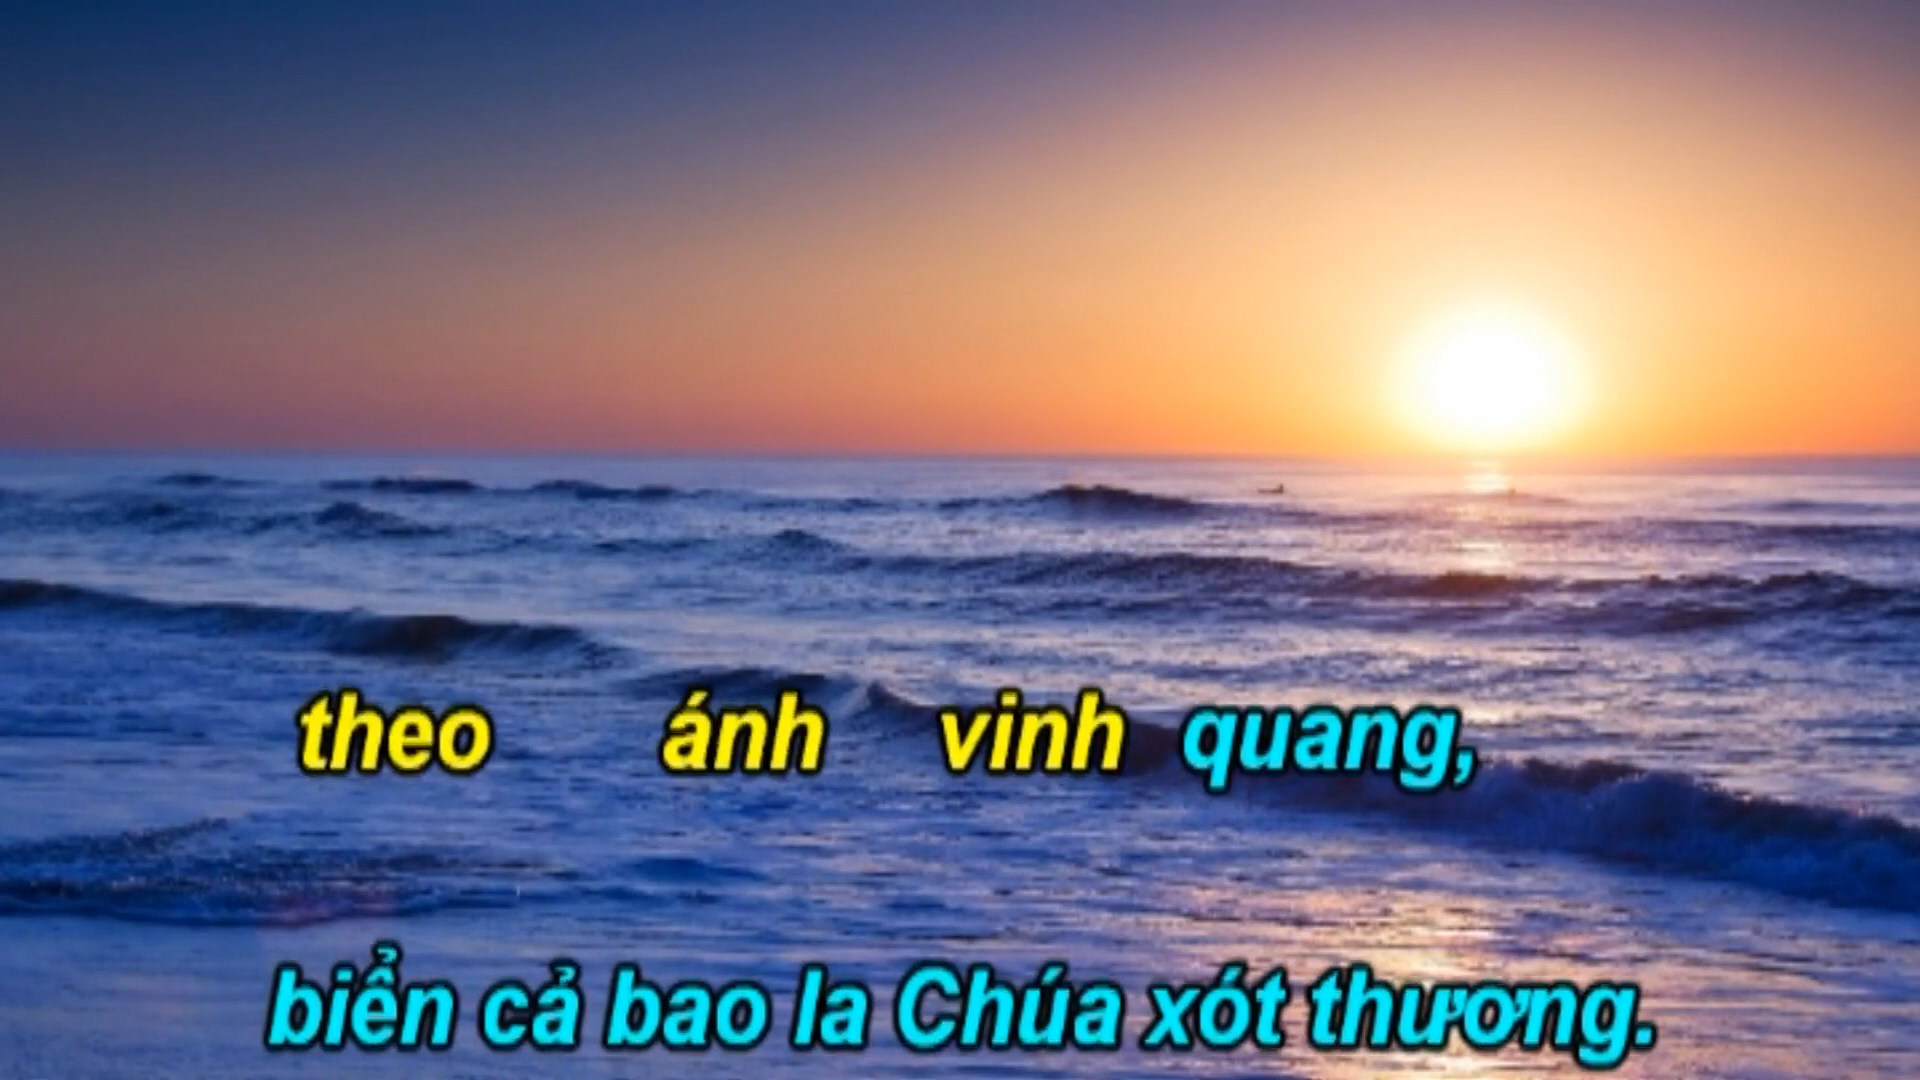 theo ánh vinh quang,
biển cả bao la Chúa xót thương.